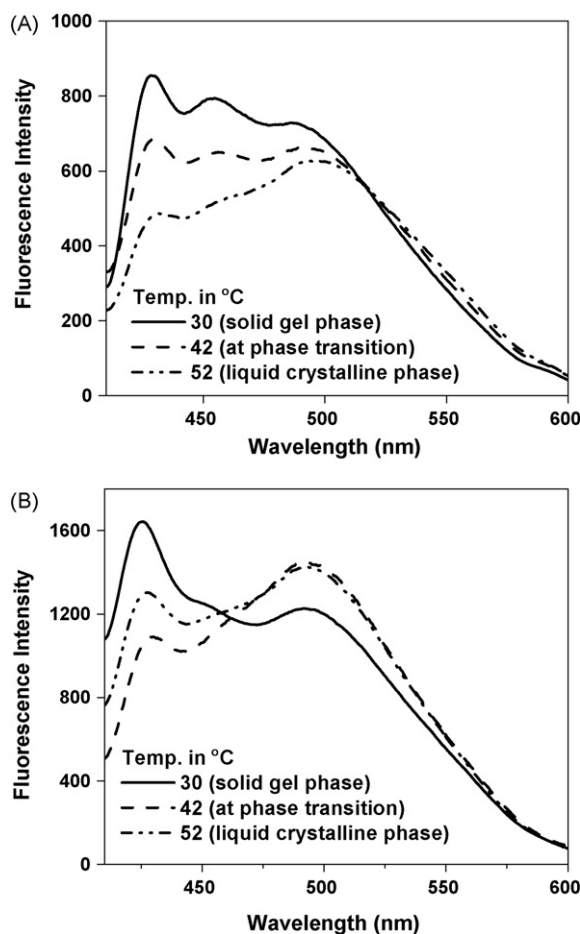 (A)
1000
800
600
400
200
0
Fluorescence Intensity
Temp. in °C
30 (solid gel phase)
42 (at phase transition)
52 (liquid crystalline phase)
450
500
550
600
Wavelength (nm)
(B)
1600
1200
800
400
0
Fluorescence Intensity
Temp. in °C
30 (solid gel phase)
42 (at phase transition)
52 (liquid crystalline phase)
450
500
550
600
Wavelength (nm)